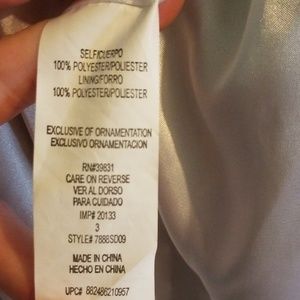 SELF/CUERPO
100% POLYESTER/POLIESTER
LINING/FORRO
100% POLYESTER/POLIESTER
EXCLUSIVE OF ORNAMENTATION
EXCLUSIVO ORNAMENTACION
RN#39831
CARE ON REVERSE
VER AL DORSO
PARA CUIDADO
IMP# 20133
3
STYLE# 7886SD09
MADE IN CHINA
HECHO EN CHINA
UPC# 882486210957